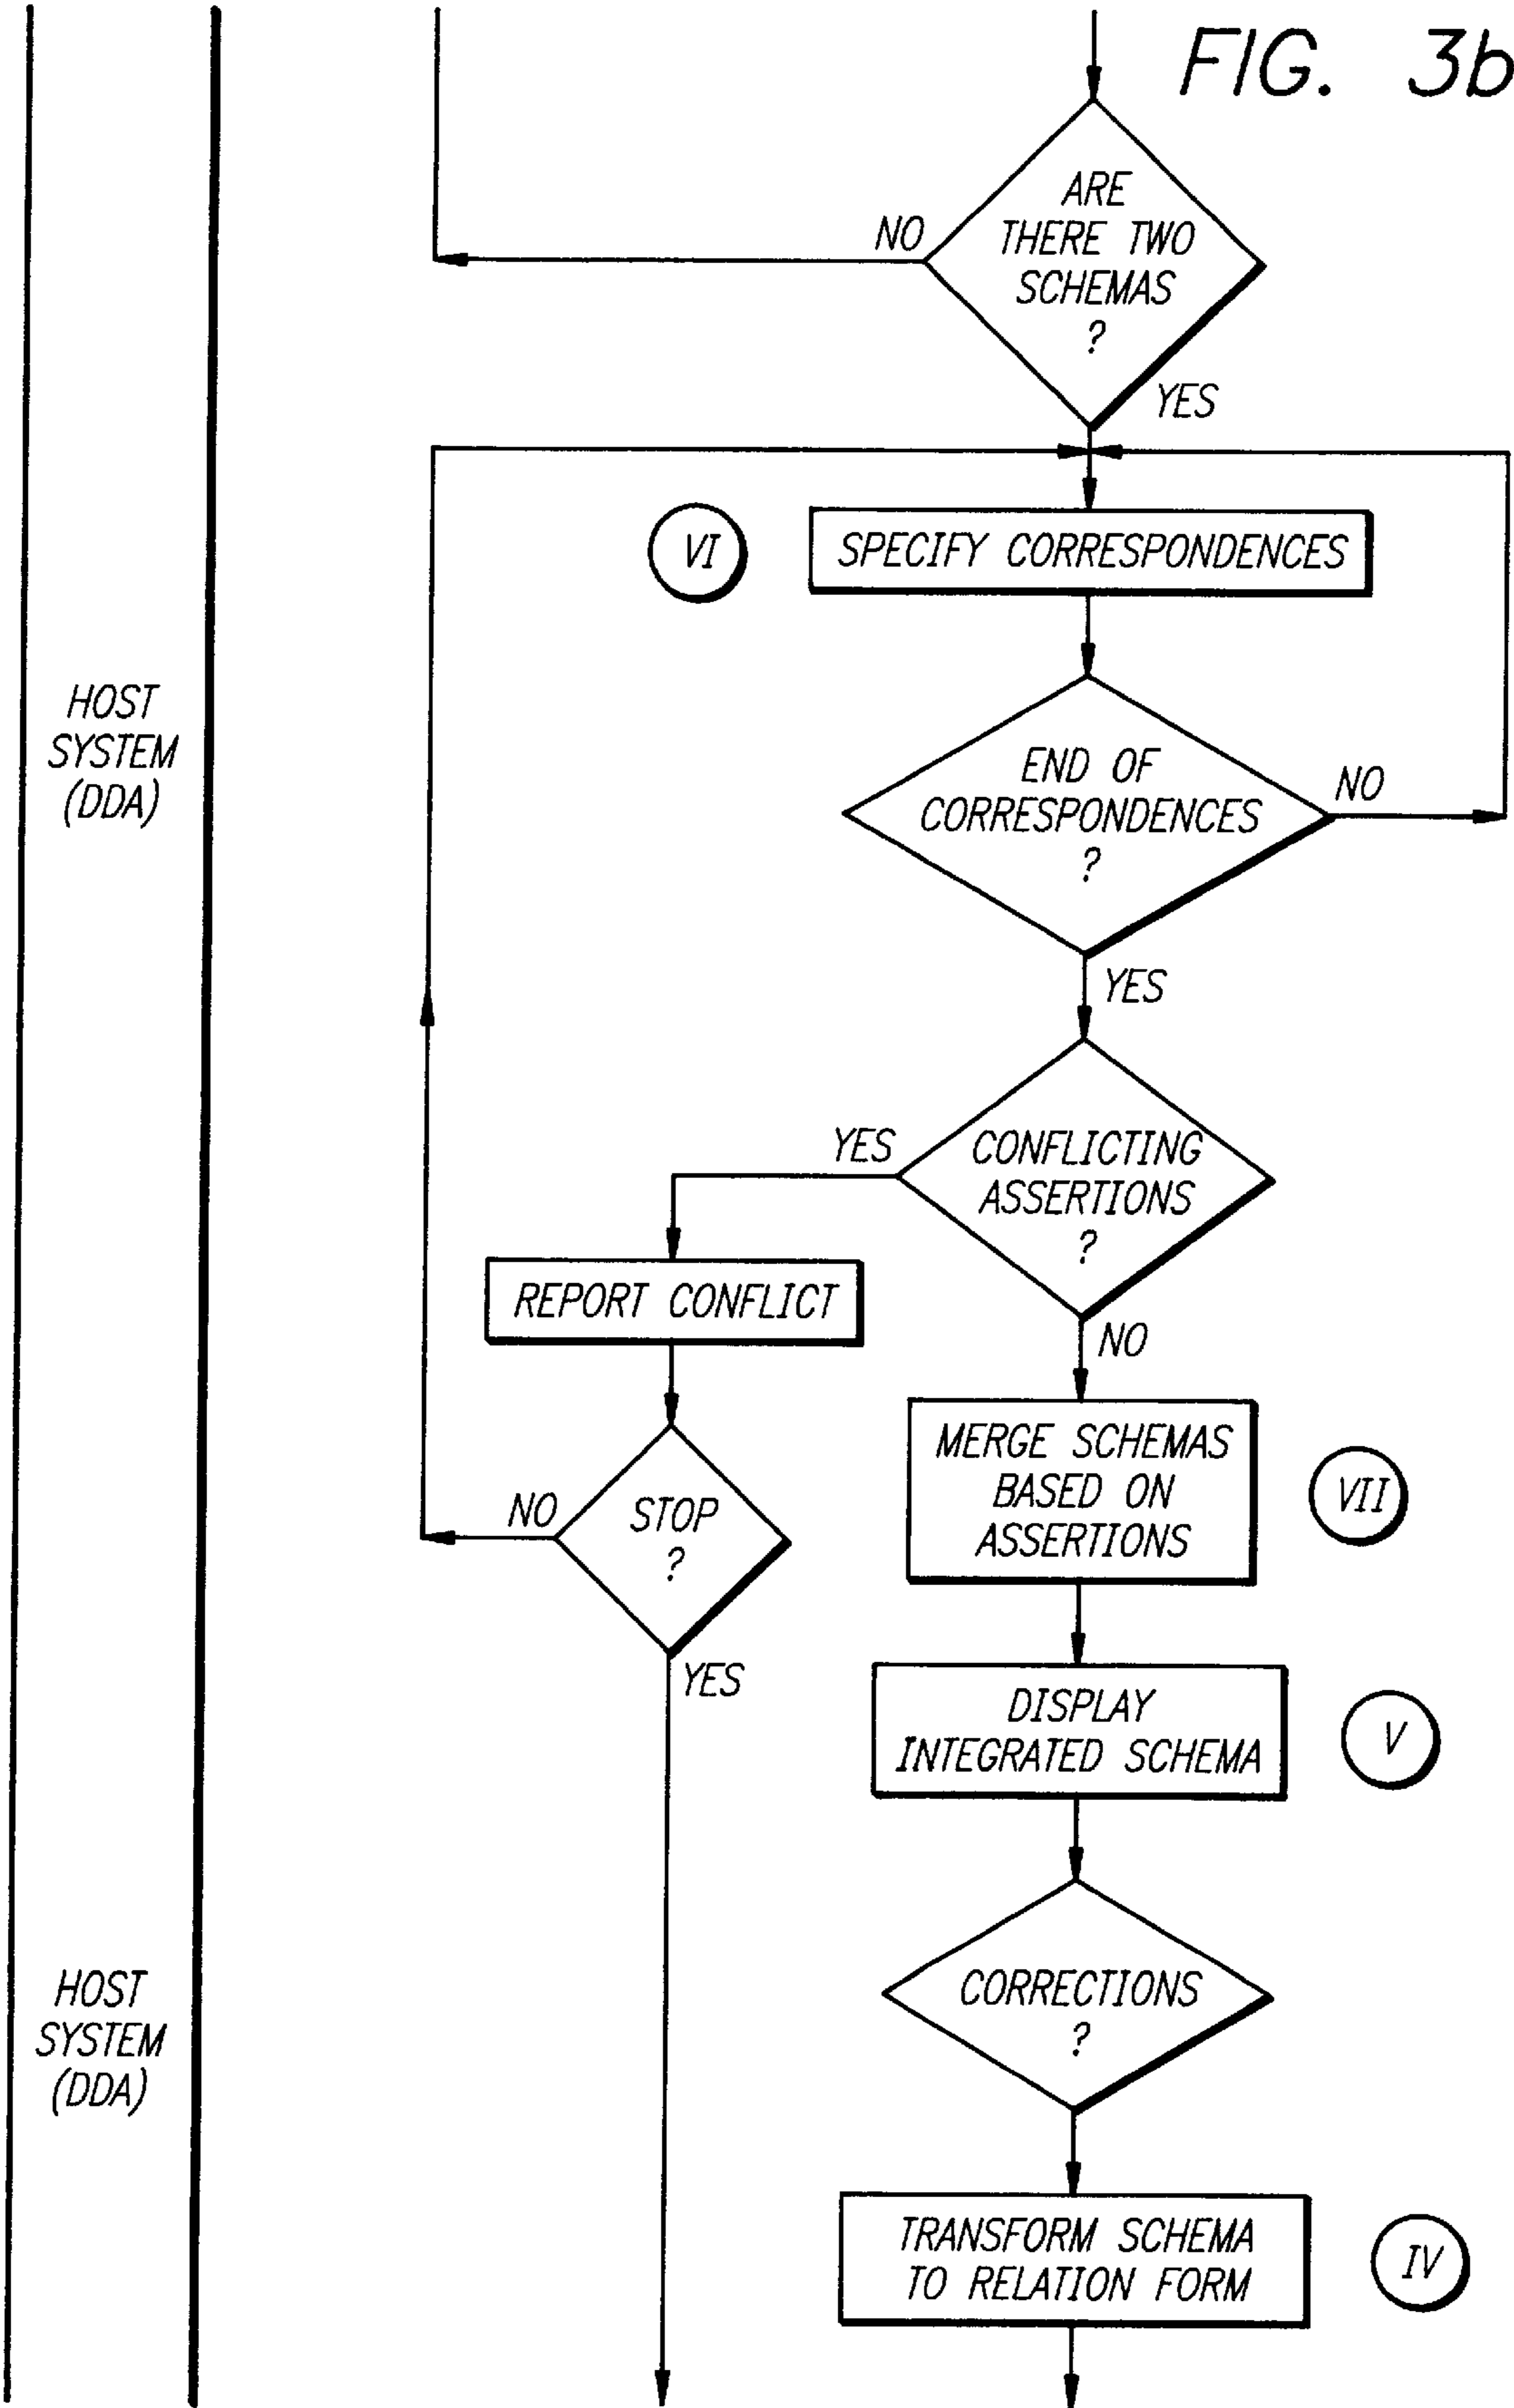 FIG. 3b
ARE
THERE TWO
SCHEMAS
?
NO
YES
VI
SPECIFY CORRESPONDENCES
HOST
SYSTEM
(DDA)
END OF
CORRESPONDENCES
?
NO
YES
CONFLICTING
ASSERTIONS
?
YES
NO
REPORT CONFLICT
MERGE SCHEMAS
BASED ON
ASSERTIONS
VII
STOP
?
NO
YES
DISPLAY
INTEGRATED SCHEMA
V
CORRECTIONS
?
HOST
SYSTEM
(DDA)
TRANSFORM SCHEMA
TO RELATION FORM
IV